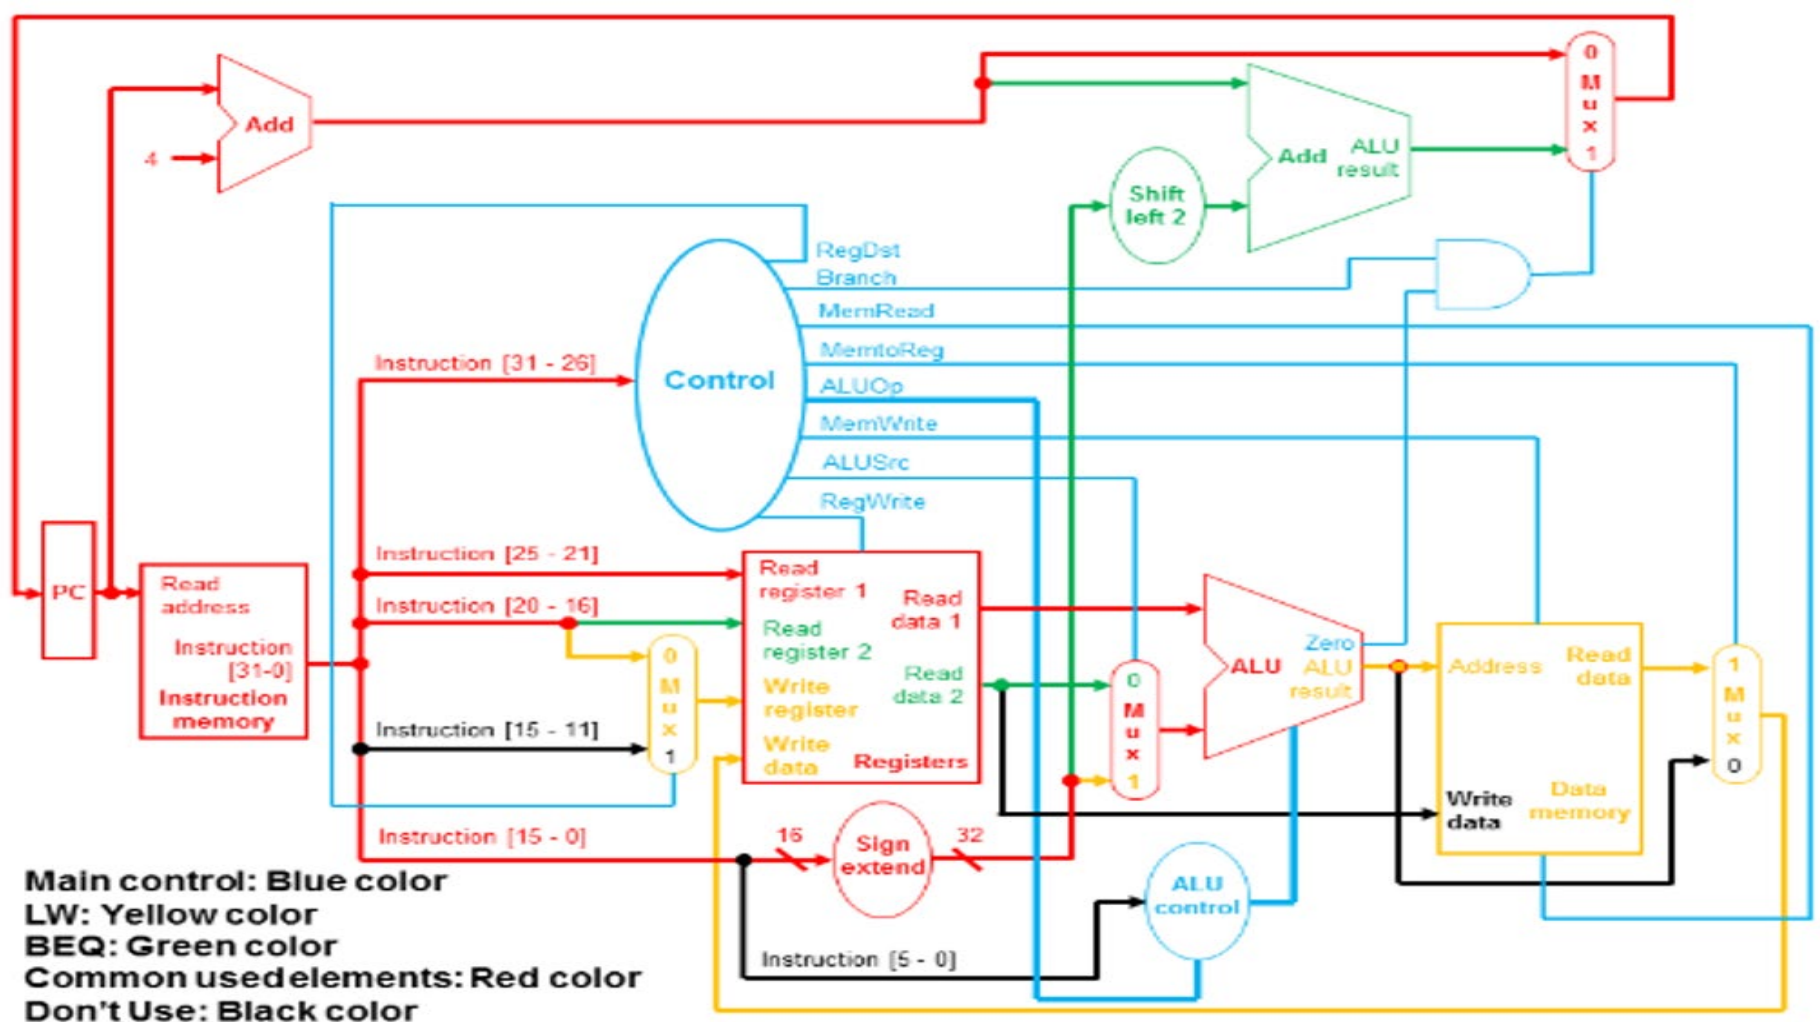 0
M
u
x
1
Add
4
Add
ALU
result
Shift
left 2
RegDst
Branch
MemRead
MemtoReg
ALUOp
MemWrite
ALUSrc
RegWrite
Control
Instruction [31 - 26]
Instruction [25 - 21]
Instruction [20 - 16]
Instruction [15 - 11]
Instruction [15 - 0]
Instruction [5 - 0]
PC
Read
address
Instruction
[31-0]
Instruction
memory
0
M
u
x
1
Read
register 1
Read
register 2
Write
register
Write
data
Read
data 1
Read
data 2
Registers
16
Sign
extend
32
0
M
u
x
1
Zero
ALU
ALU
result
ALU
control
Address
Read
data
Write
data
Data
memory
1
M
u
x
0
Main control: Blue color
LW: Yellow color
BEQ: Green color
Common used elements: Red color
Don't Use: Black color